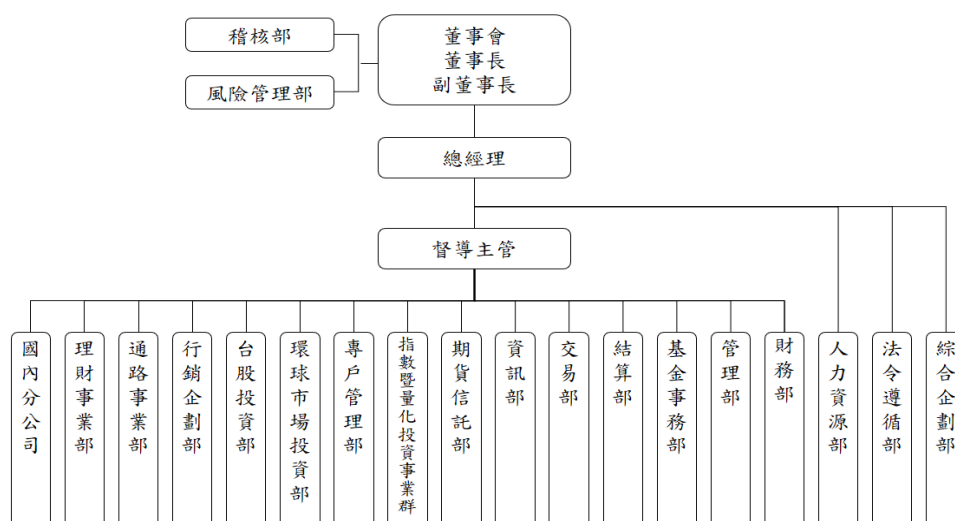 稽核部
風險管理部
董事會
董事長
副董事長
總經理
督導主管
國內分公司
理財事業部
通路事業部
行銷企劃部
台股投資部
環球市場投資部
專戶管理部
指數暨量化投資事業群
期貨信託部
資訊部
交易部
結算部
基金事務部
管理部
財務部
人力資源部
法令遵循部
綜合企劃部